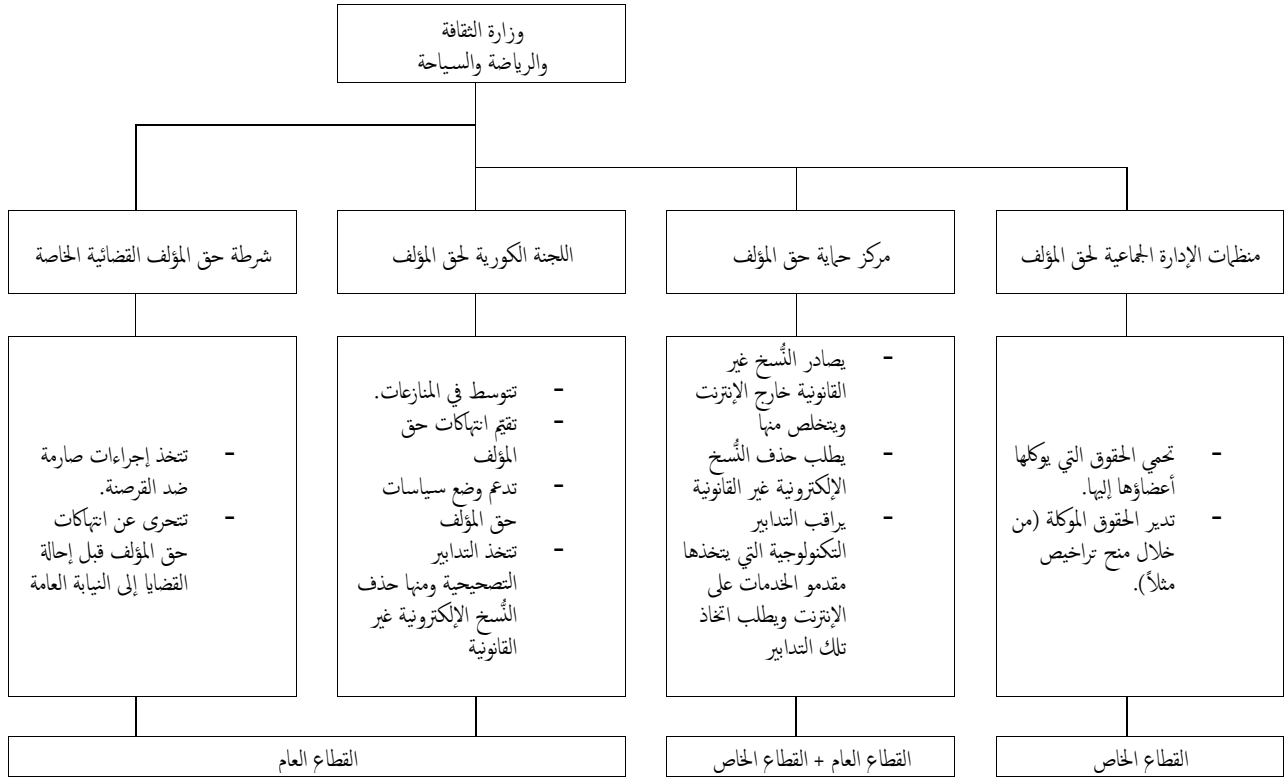 وزارة الثقافة
والرياضة والسياحة
منظمات الإدارة الجماعية لحق المؤلف
مركز حماية حق المؤلف
اللجنة الكورية لحق المؤلف
شرطة حق المؤلف القضائية الخاصة
- تحمي الحقوق التي يوكلها
أعضاؤها إليها.
- تدير الحقوق الموكلة (من
خلال منح تراخيص
مثلاً).
- يصادر النُّسخ غير
القانونية خارج الإنترنت
ويتخلص منها
- يطلب حذف النُّسخ
الإلكترونية غير القانونية
- يراقب التدابير
التكنولوجية التي يتخذها
مقدمو الخدمات على
الإنترنت ويطلب اتخاذ
تلك التدابير
- تتوسط في المنازعات.
- تقيّم انتهاكات حق
المؤلف
- تدعم وضع سياسات
حق المؤلف
- تتخذ التدابير
التصحيحية ومنها حذف
النُّسخ الإلكترونية غير
القانونية
- تتخذ إجراءات صارمة
ضد القرصنة.
- تتحرى عن انتهاكات
حق المؤلف قبل إحالة
القضايا إلى النيابة العامة
القطاع الخاص
القطاع العام + القطاع الخاص
القطاع العام